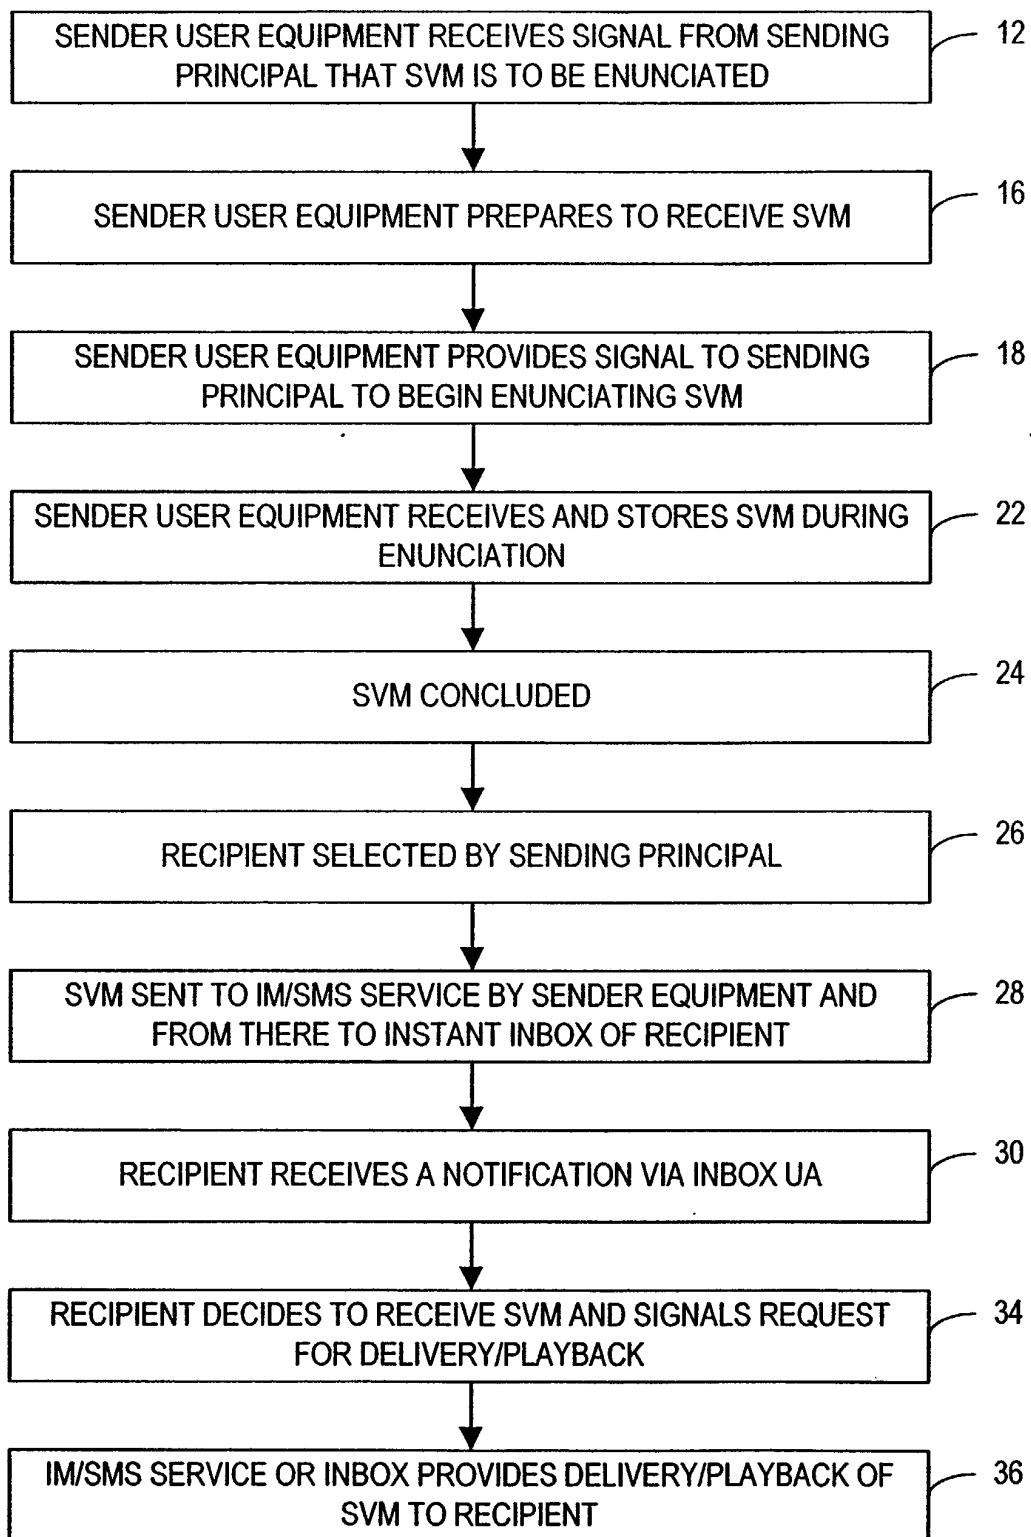 SENDER USER EQUIPMENT RECEIVES SIGNAL FROM SENDING
PRINCIPAL THAT SVM IS TO BE ENUNCIATED
12
SENDER USER EQUIPMENT PREPARES TO RECEIVE SVM
16
SENDER USER EQUIPMENT PROVIDES SIGNAL TO SENDING
PRINCIPAL TO BEGIN ENUNCIATING SVM
18
SENDER USER EQUIPMENT RECEIVES AND STORES SVM DURING
ENUNCIATION
22
SVM CONCLUDED
24
RECIPIENT SELECTED BY SENDING PRINCIPAL
26
SVM SENT TO IM/SMS SERVICE BY SENDER EQUIPMENT AND
FROM THERE TO INSTANT INBOX OF RECIPIENT
28
RECIPIENT RECEIVES A NOTIFICATION VIA INBOX UA
30
RECIPIENT DECIDES TO RECEIVE SVM AND SIGNALS REQUEST
FOR DELIVERY/PLAYBACK
34
IM/SMS SERVICE OR INBOX PROVIDES DELIVERY/PLAYBACK OF
SVM TO RECIPIENT
36